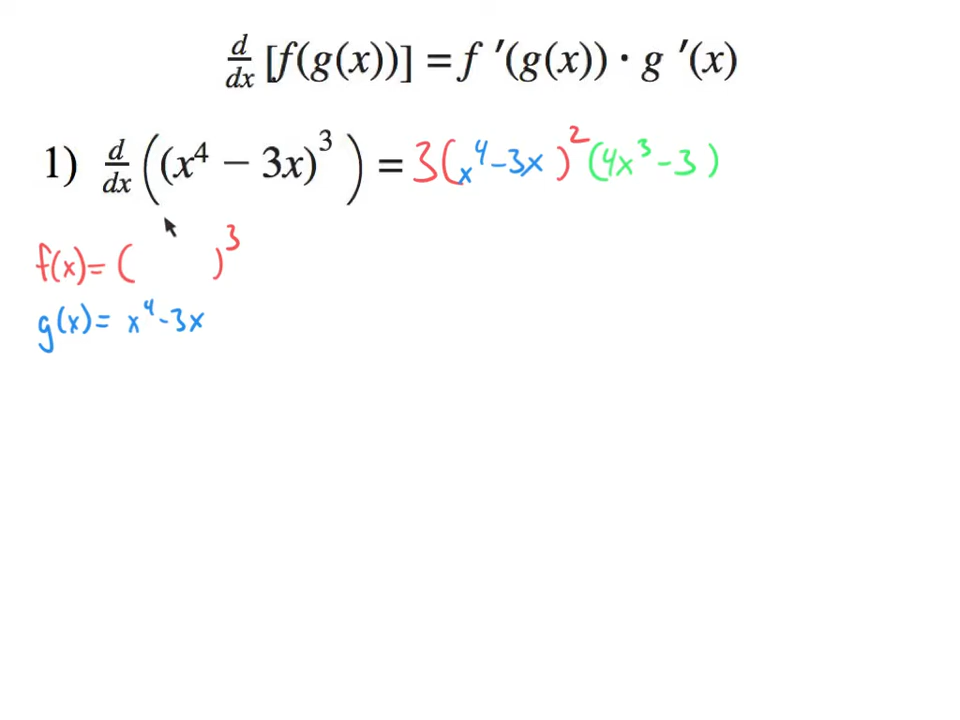 d/dx [f(g(x))] = f ′(g(x)) · g ′(x)
1) d/dx ((x⁴ − 3x)³) = 3(x⁴-3x)²(4x³-3)
f(x)= ( )³
g(x)= x⁴-3x